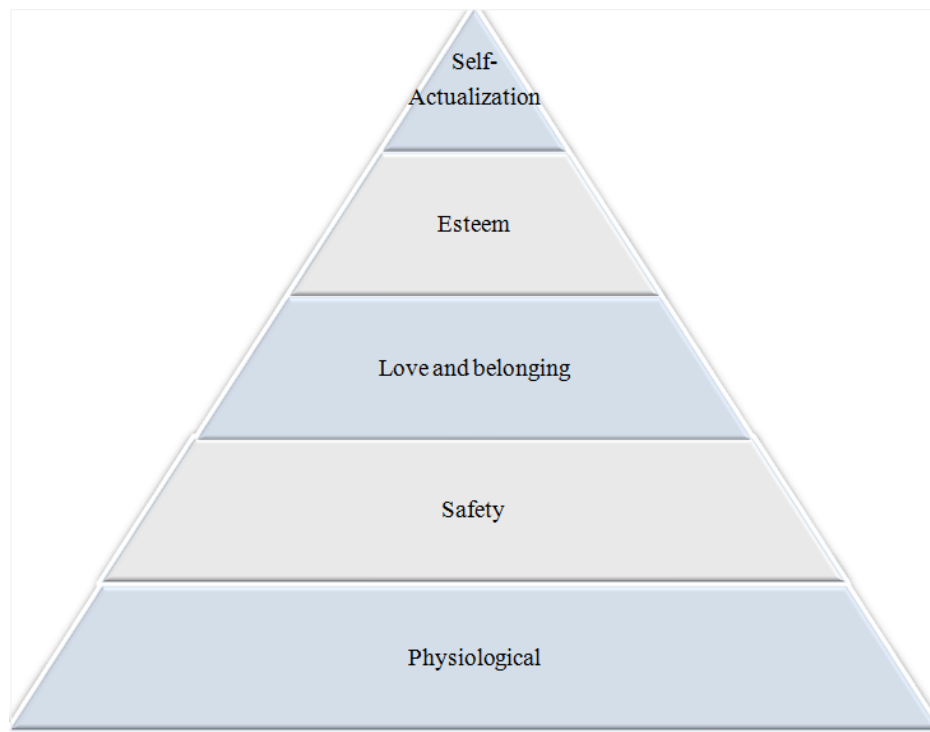 Self-
Actualization
Esteem
Love and belonging
Safety
Physiological